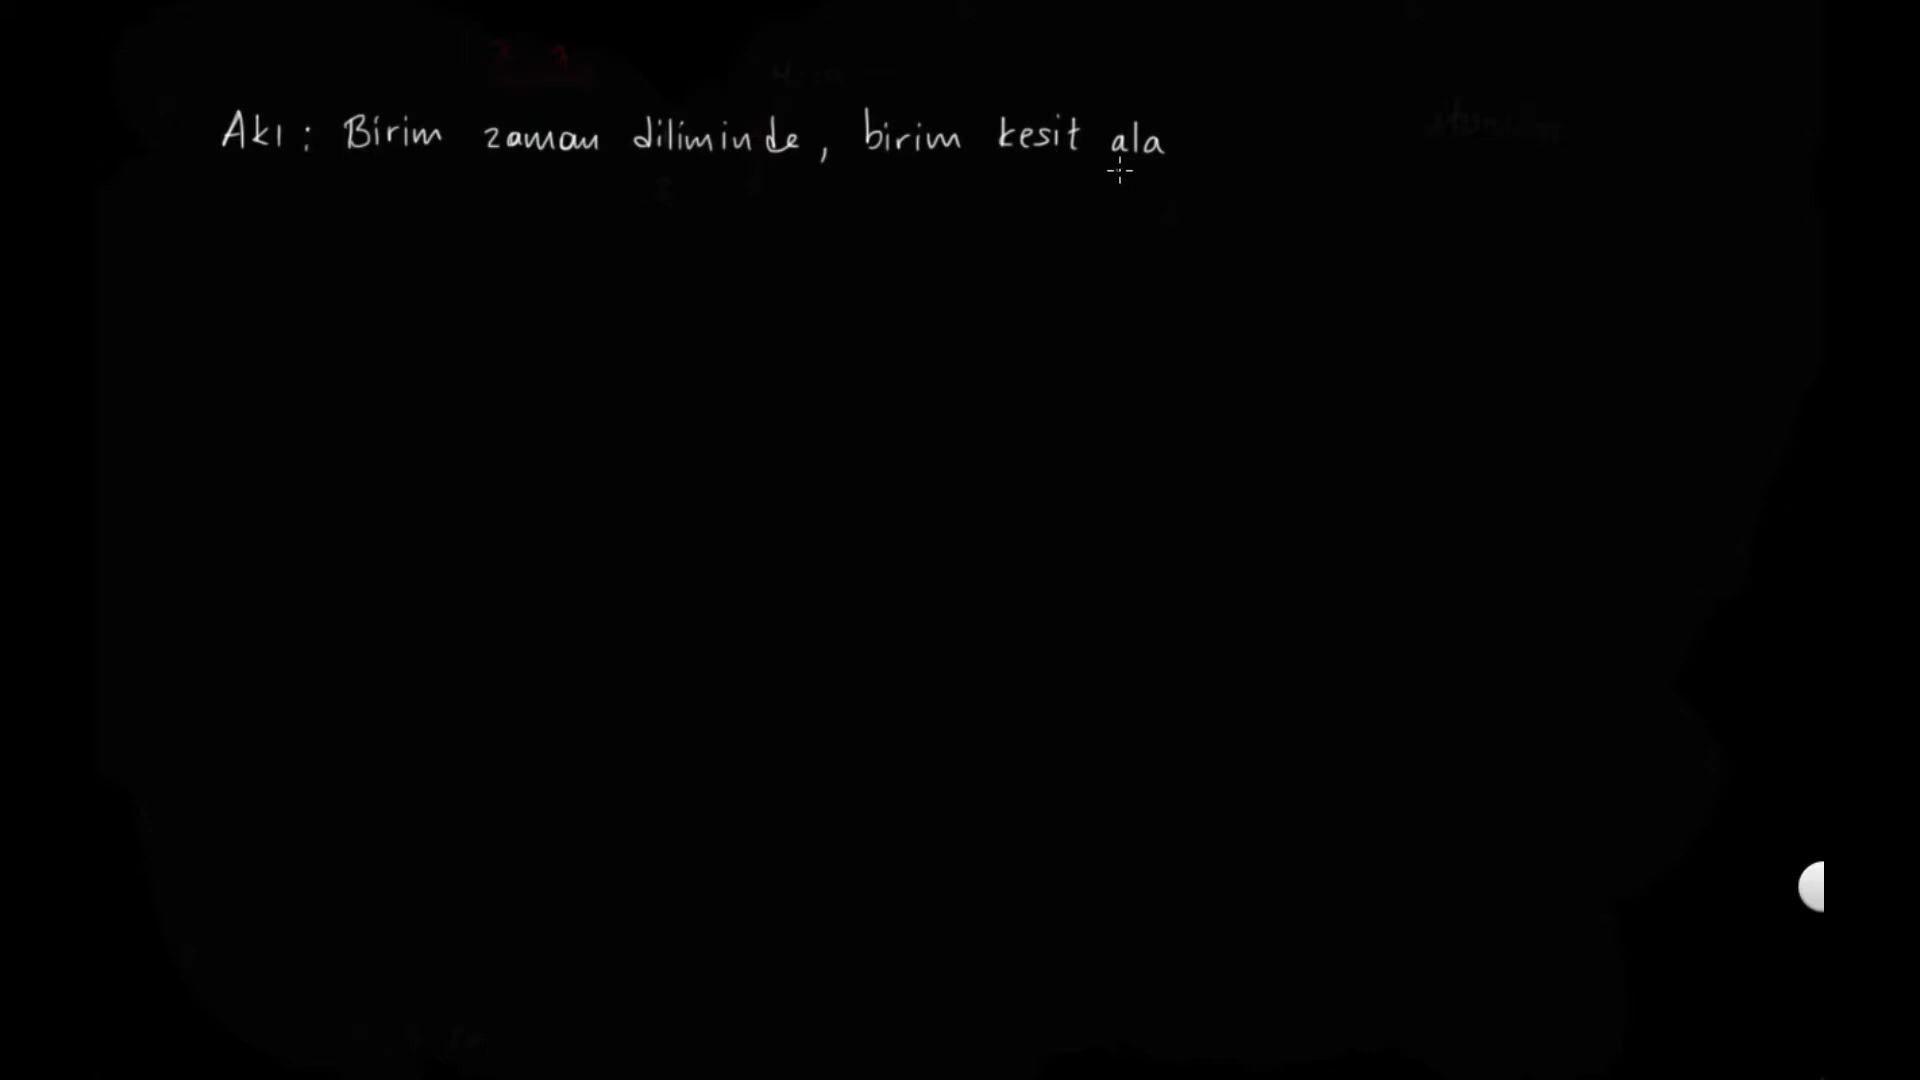 Akı : Birim zaman diliminde, birim kesit ala